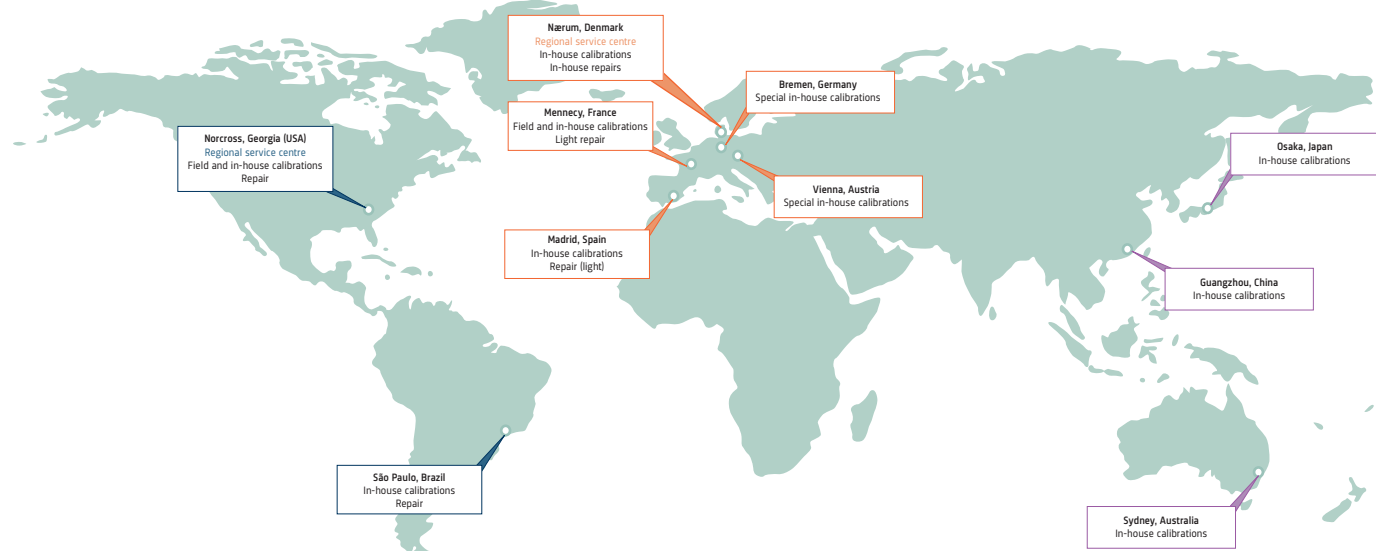 Nærum, Denmark
Regional service centre
In-house calibrations
In-house repairs
Bremen, Germany
Special in-house calibrations
Mennecy, France
Field and in-house calibrations
Light repair
Norcross, Georgia (USA)
Regional service centre
Field and in-house calibrations
Repair
Osaka, Japan
In-house calibrations
Vienna, Austria
Special in-house calibrations
Madrid, Spain
In-house calibrations
Repair (light)
Guangzhou, China
In-house calibrations
São Paulo, Brazil
In-house calibrations
Repair
Sydney, Australia
In-house calibrations